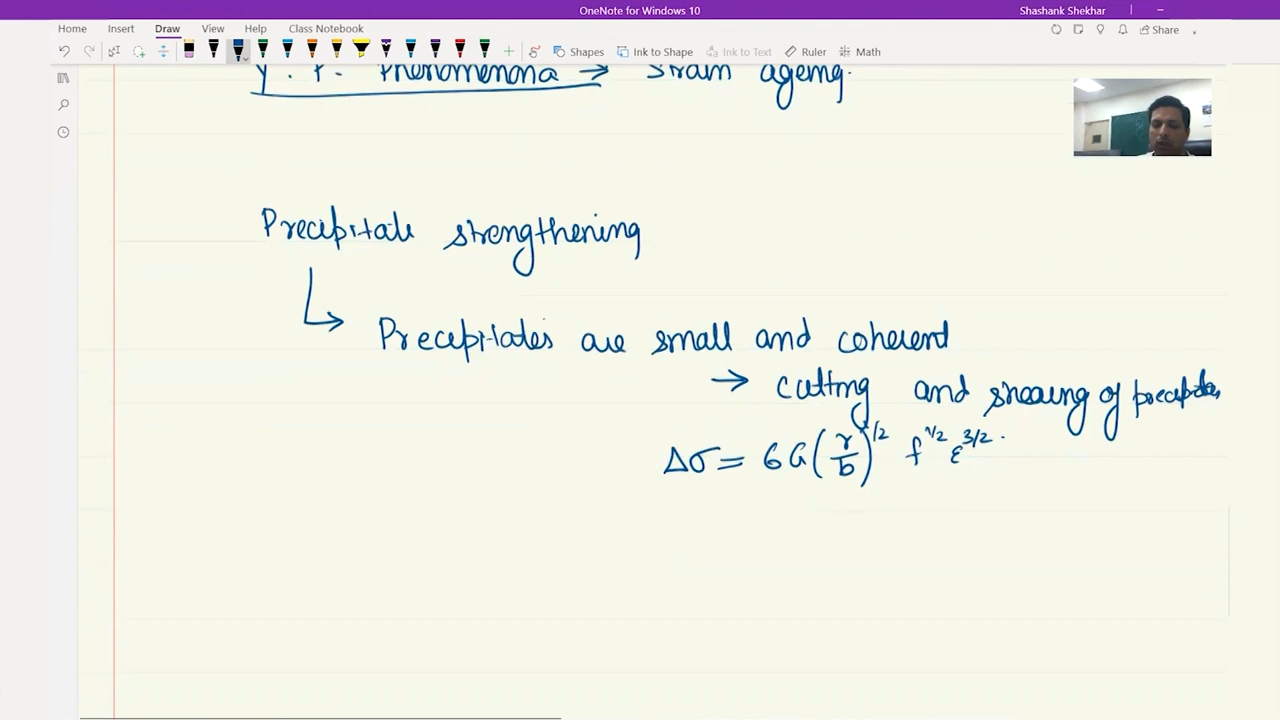 OneNote for Windows 10
Shashank Shekhar
Home Insert Draw View Help Class Notebook
Share
Shapes Ink to Shape Ink to Text Ruler Math
Y. P. Phenomenona → strain ageing.
Precipitate strengthening
↳ Precipitates are small and coherent
→ cutting and shearing of precipitates
Δσ = 6G(r/b)^1/2 f^1/2 ε^3/2.